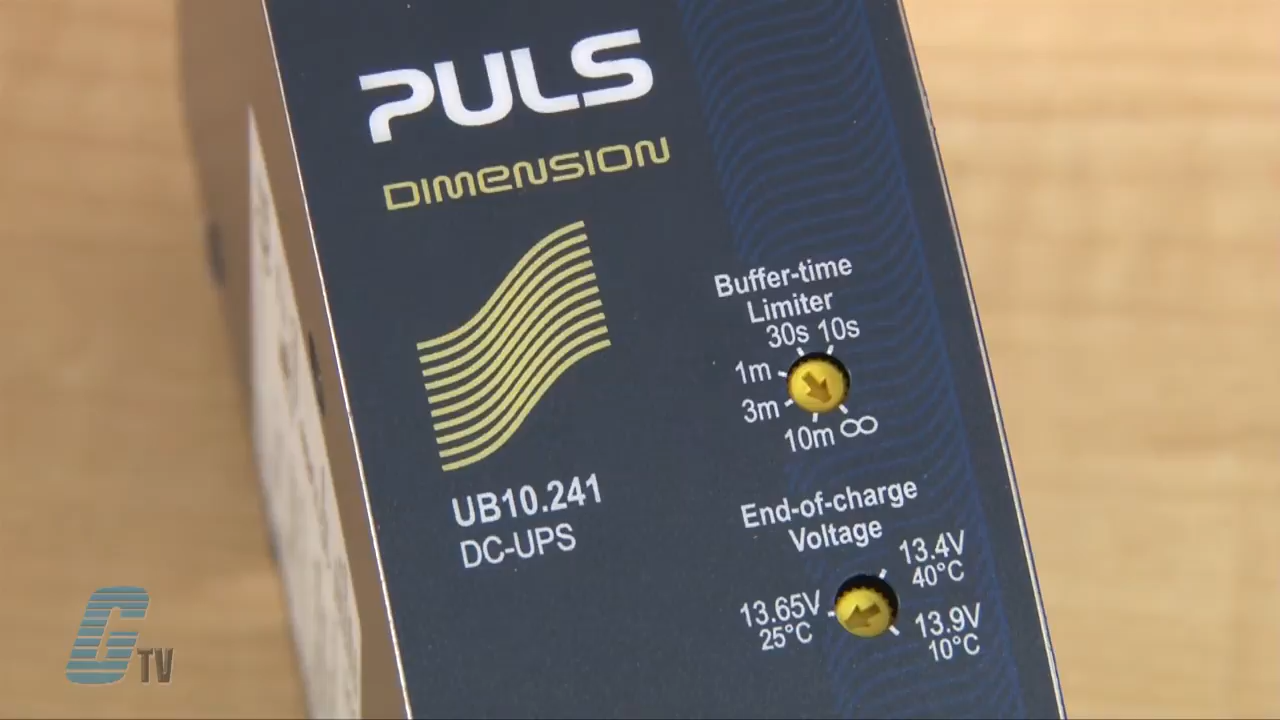 PULS
DIMENSION
Buffer-time
Limiter
30s 10s
1m
3m
10m ∞
UB10.241
DC-UPS
End-of-charge
Voltage
13.4V
40°C
13.65V
25°C
13.9V
10°C
CTV